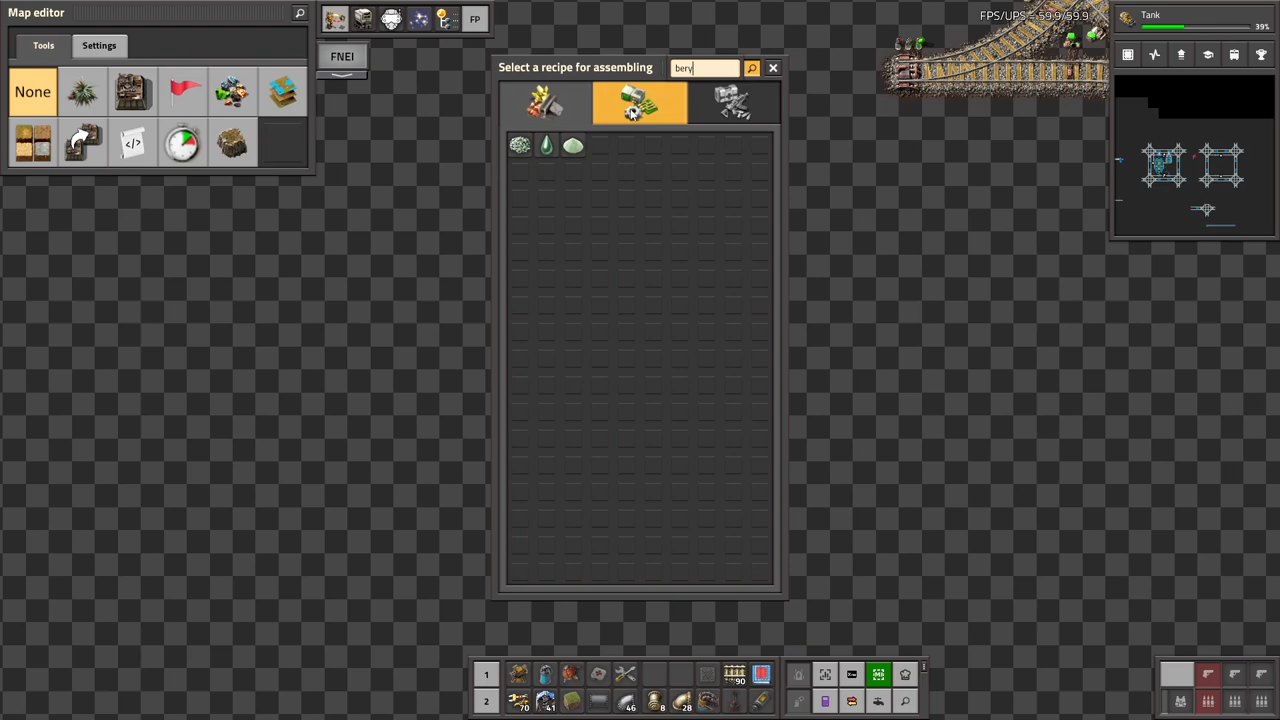 Map editor
Tools
Settings
None
FP
FNEI
Select a recipe for assembling
bery
FPS/UPS = 59.9/59.9
Tank
39%
1
90
2
70
41
46
8
28